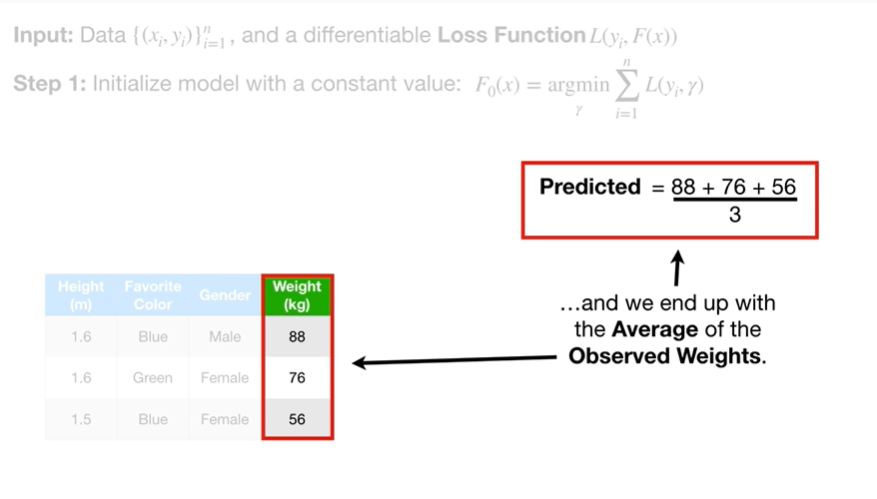 Input: Data {(xᵢ, yᵢ)}ⁿᵢ₌₁, and a differentiable Loss Function L(yᵢ, F(x))
Step 1: Initialize model with a constant value: F₀(x) = argmin_γ ∑ⁿᵢ₌₁ L(yᵢ, γ)
Predicted = 88 + 76 + 56
3
…and we end up with
the Average of the
Observed Weights.
Height (m) Favorite Color Gender Weight (kg)
1.6 Blue Male 88
1.6 Green Female 76
1.5 Blue Female 56